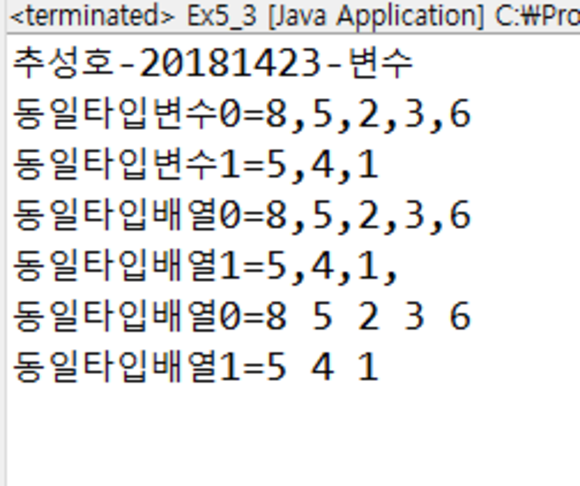 <terminated> Ex5_3 [Java Application] C:₩Pro
추성호-20181423-변수
동일타입변수0=8,5,2,3,6
동일타입변수1=5,4,1
동일타입배열0=8,5,2,3,6
동일타입배열1=5,4,1,
동일타입배열0=8 5 2 3 6
동일타입배열1=5 4 1